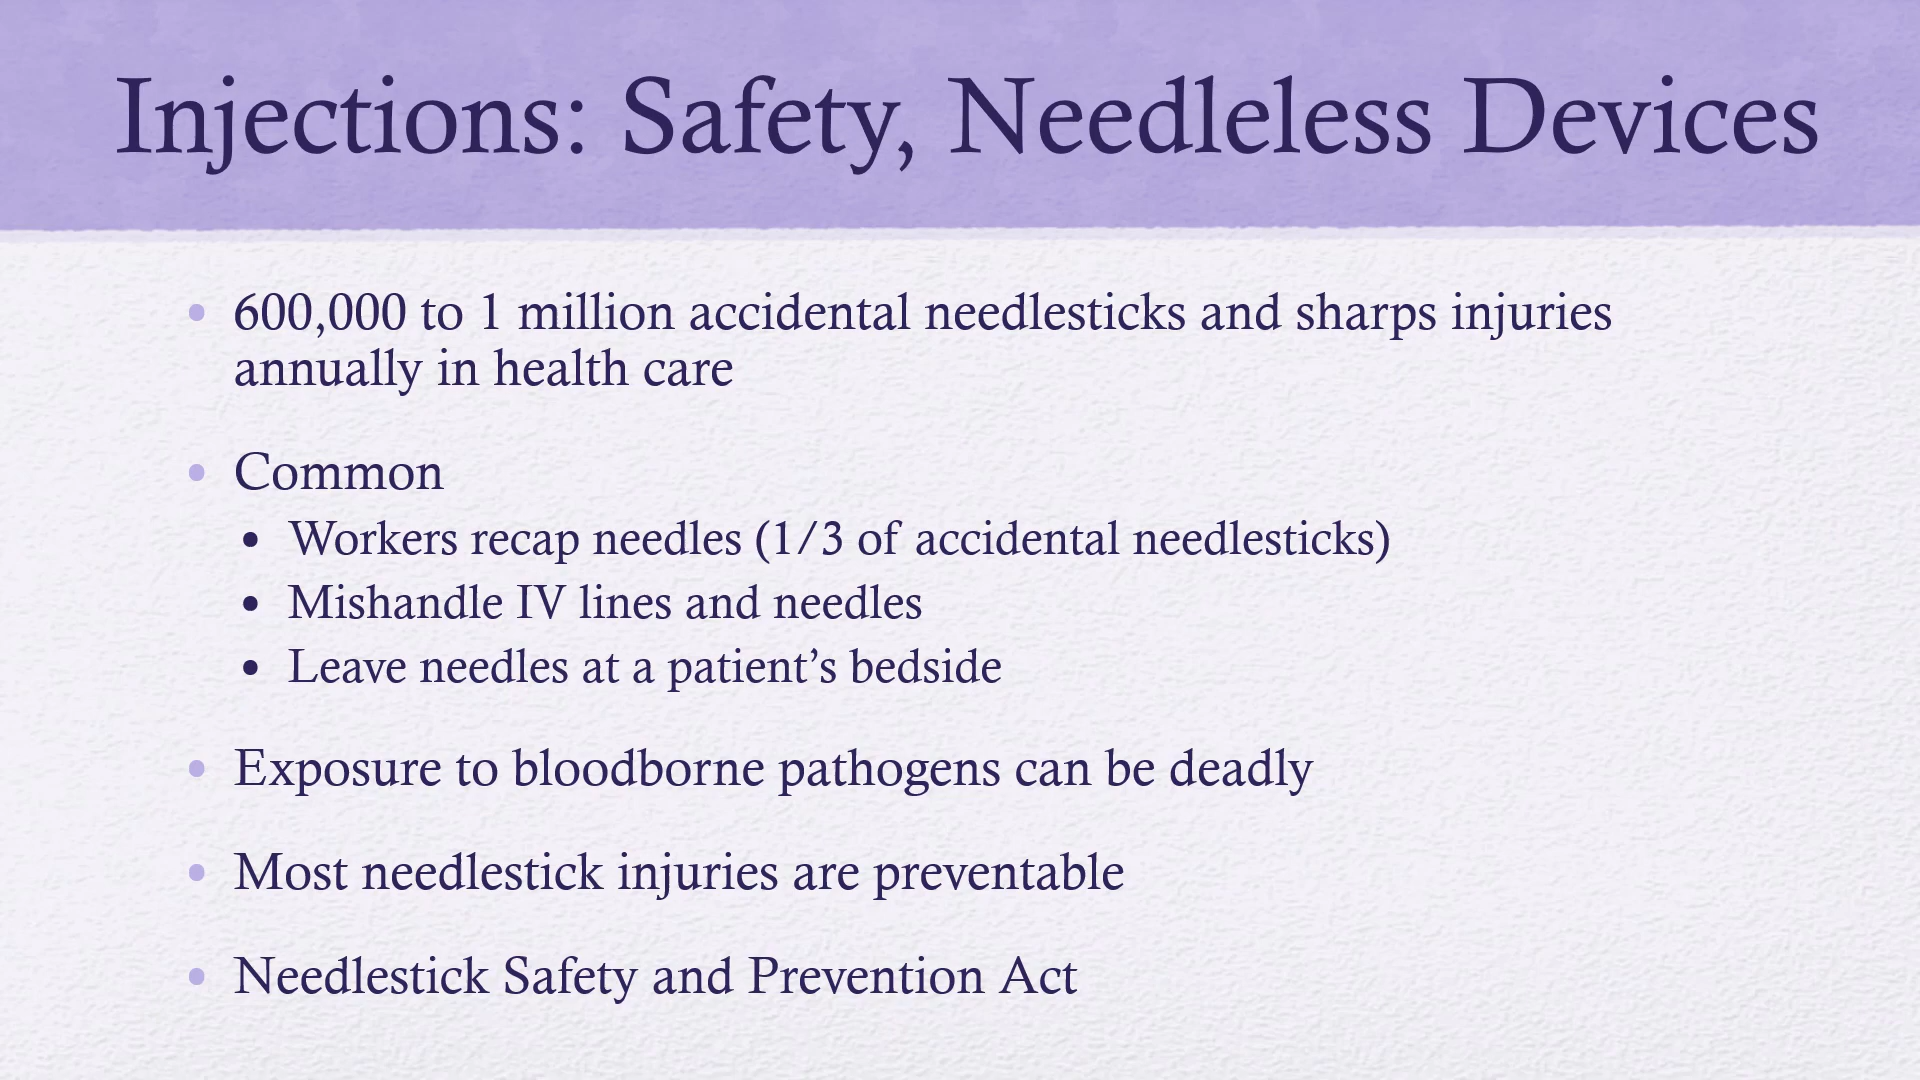 Injections: Safety, Needleless Devices
• 600,000 to 1 million accidental needlesticks and sharps injuries
annually in health care
• Common
• Workers recap needles (1/3 of accidental needlesticks)
• Mishandle IV lines and needles
• Leave needles at a patient’s bedside
• Exposure to bloodborne pathogens can be deadly
• Most needlestick injuries are preventable
• Needlestick Safety and Prevention Act